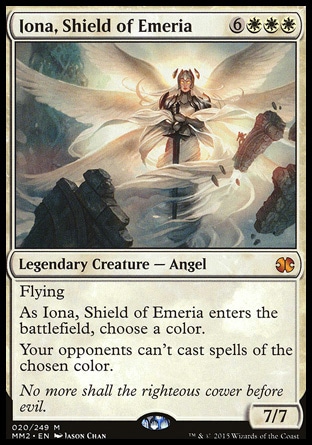 Iona, Shield of Emeria 6
Legendary Creature — Angel
Flying
As Iona, Shield of Emeria enters the
battlefield, choose a color.
Your opponents can't cast spells of the
chosen color.
No more shall the righteous cower before
evil.
7/7
020/249 M
MM2 • EN Jason Chan
™ & © 2015 Wizards of the Coast